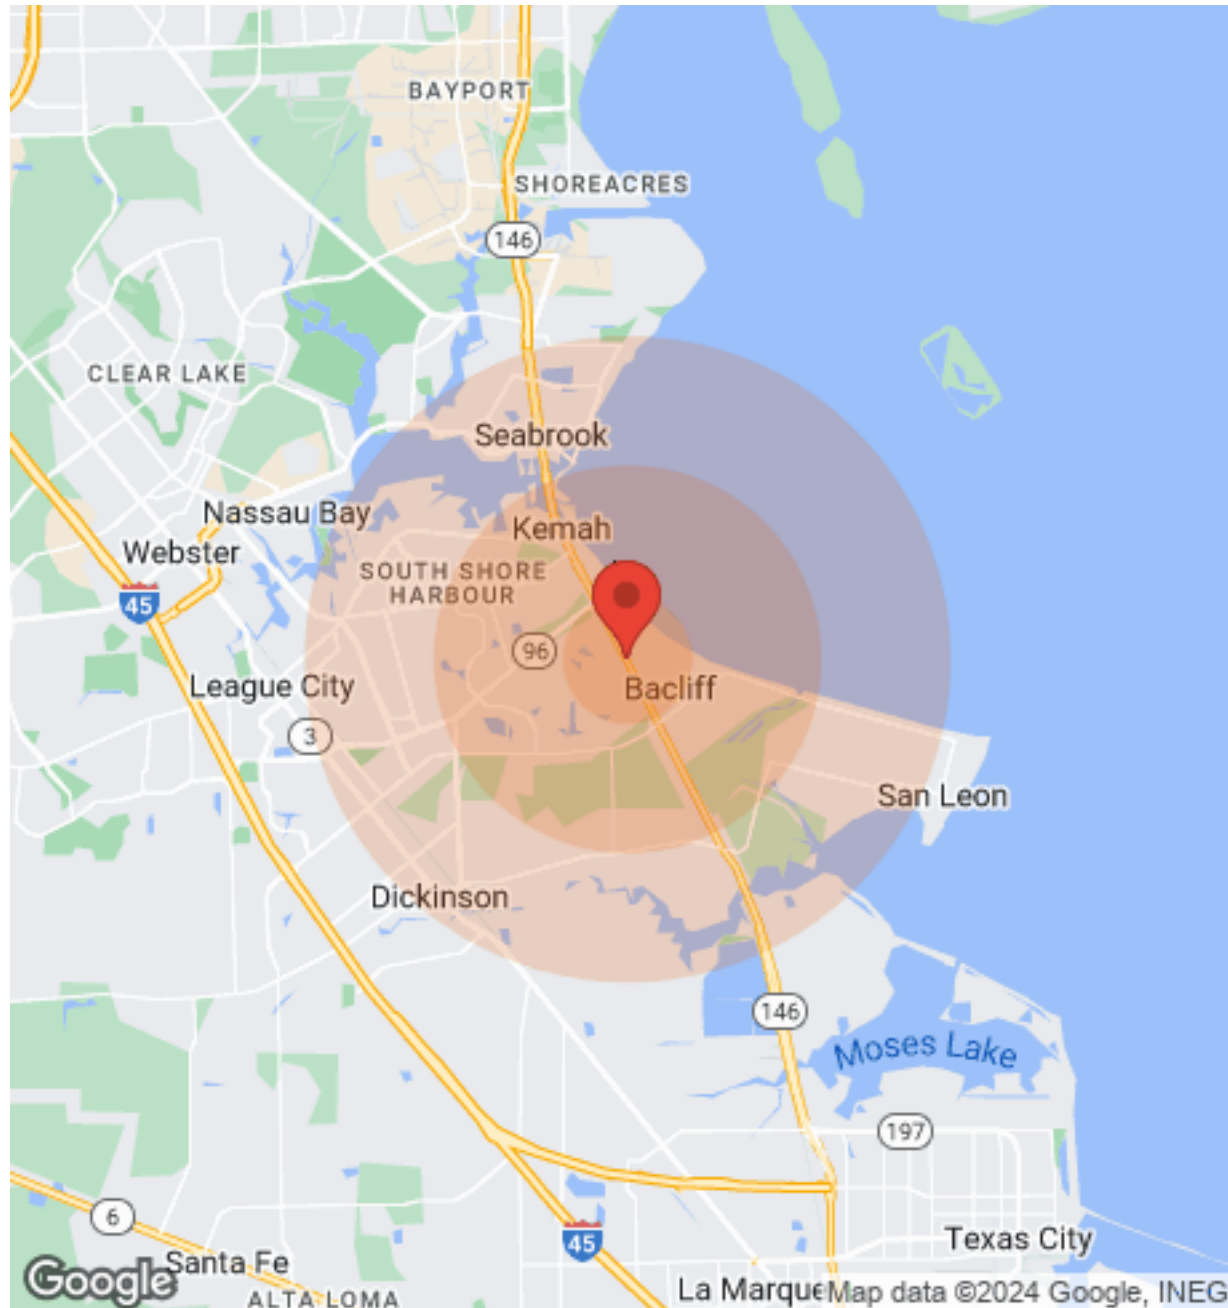 BAYPORT
SHOREACRES
146
CLEAR LAKE
Seabrook
Nassau Bay
Kemah
Webster
SOUTH SHORE
HARBOUR
45
96
League City
Bacliff
3
San Leon
Dickinson
146
Moses Lake
197
6
45
Texas City
Santa Fe
Google
La Marque
Map data ©2024 Google, INEG
ALTA LOMA